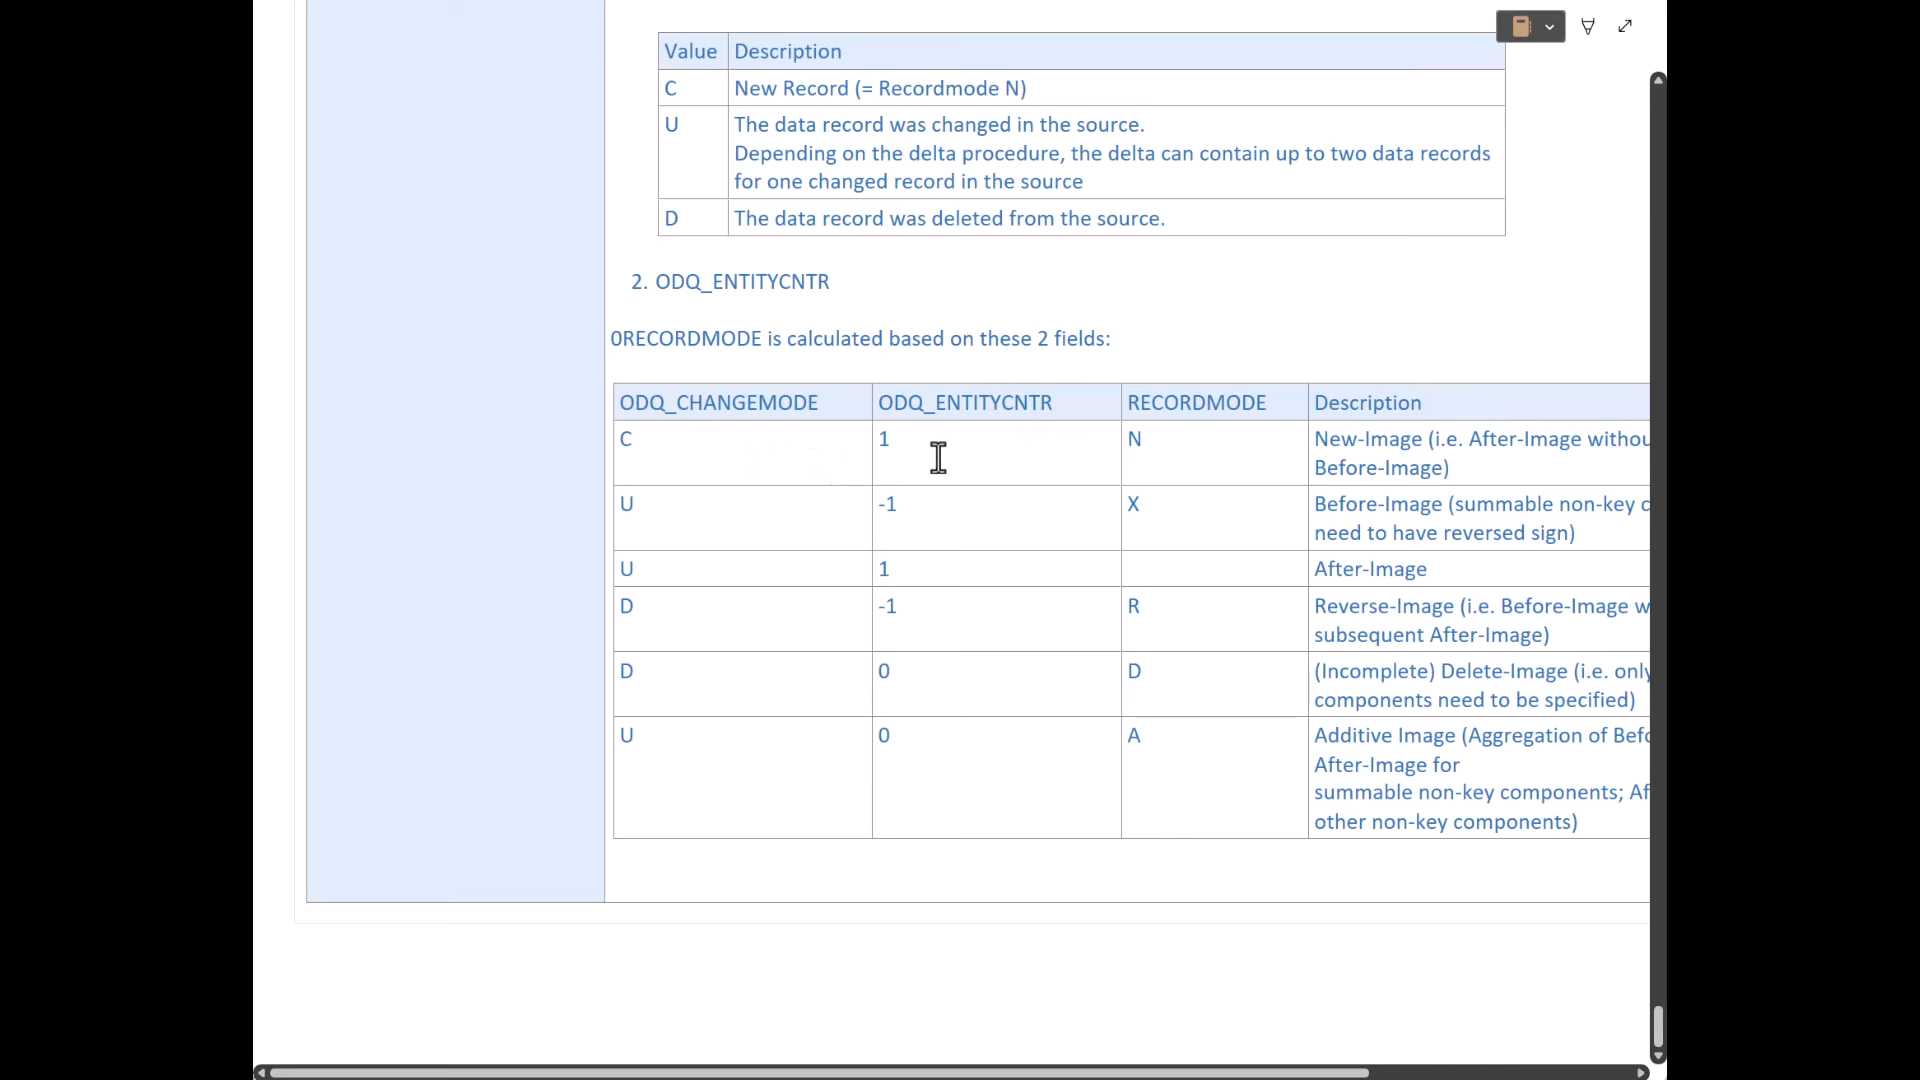 Value Description
C New Record (= Recordmode N)
U The data record was changed in the source.
Depending on the delta procedure, the delta can contain up to two data records
for one changed record in the source
D The data record was deleted from the source.
2. ODQ_ENTITYCNTR
0RECORDMODE is calculated based on these 2 fields:
ODQ_CHANGEMODE ODQ_ENTITYCNTR RECORDMODE Description
C 1 N New-Image (i.e. After-Image
Before-Image)
U -1 X Before-Image (summable non-key
need to have reversed sign)
U 1 After-Image
D -1 R Reverse-Image (i.e. Before-Image
subsequent After-Image)
D 0 D (Incomplete) Delete-Image (i.e. only
components need to be specified)
U 0 A Additive Image (Aggregation of
After-Image for
summable non-key components;
other non-key components)